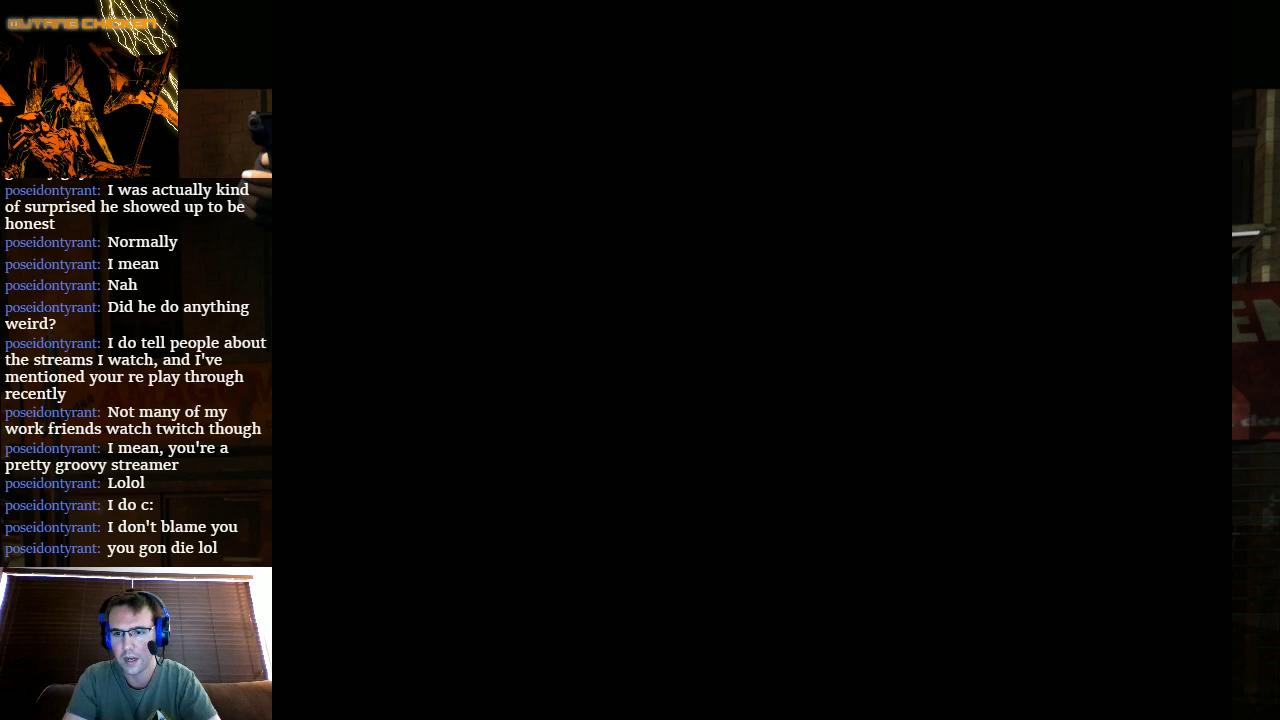 WUTANG CHICKEN
poseidontyrant: I was actually kind
of surprised he showed up to be
honest
poseidontyrant: Normally
poseidontyrant: I mean
poseidontyrant: Nah
poseidontyrant: Did he do anything
weird?
poseidontyrant: I do tell people about
the streams I watch, and I've
mentioned your re play through
recently
poseidontyrant: Not many of my
work friends watch twitch though
poseidontyrant: I mean, you're a
pretty groovy streamer
poseidontyrant: Lolol
poseidontyrant: I do c:
poseidontyrant: I don't blame you
poseidontyrant: you gon die lol